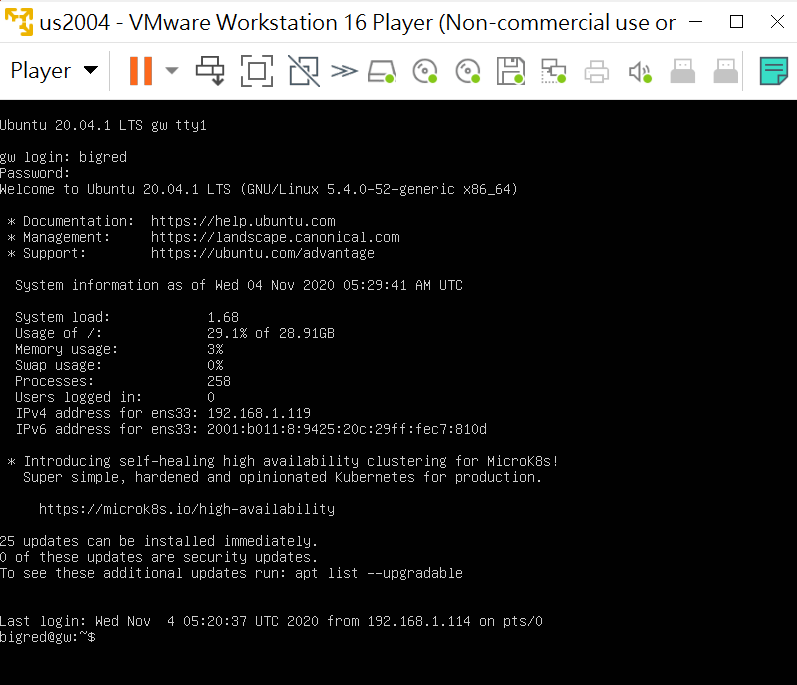 us2004 - VMware Workstation 16 Player (Non-commercial use or
Player
Ubuntu 20.04.1 LTS gw tty1
gw login: bigred
Password:
Welcome to Ubuntu 20.04.1 LTS (GNU/Linux 5.4.0-52-generic x86_64)
* Documentation:  https://help.ubuntu.com
* Management:     https://landscape.canonical.com
* Support:        https://ubuntu.com/advantage
System information as of Wed 04 Nov 2020 05:29:41 AM UTC
System load:            1.68
Usage of /:             29.1% of 28.91GB
Memory usage:           3%
Swap usage:             0%
Processes:              258
Users logged in:        0
IPv4 address for ens33: 192.168.1.119
IPv6 address for ens33: 2001:b011:8:9425:20c:29ff:fec7:810d
* Introducing self-healing high availability clustering for MicroK8s!
Super simple, hardened and opinionated Kubernetes for production.
https://microk8s.io/high-availability
25 updates can be installed immediately.
0 of these updates are security updates.
To see these additional updates run: apt list --upgradable
Last login: Wed Nov  4 05:20:37 UTC 2020 from 192.168.1.114 on pts/0
bigred@gw:~$